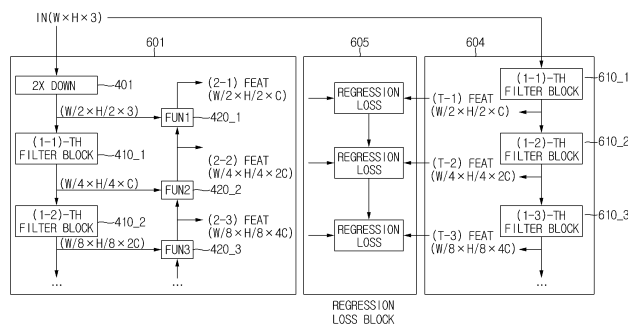 IN(W×H×3)
601
2X DOWN
401
(W/2×H/2×3)
(2-1) FEAT
(W/2×H/2×C)
FUN1
420_1
(1-1)-TH
FILTER BLOCK
410_1
(W/4×H/4×C)
(2-2) FEAT
(W/4×H/4×2C)
FUN2
420_2
(1-2)-TH
FILTER BLOCK
410_2
(W/8×H/8×2C)
(2-3) FEAT
(W/8×H/8×4C)
FUN3
420_3
...
...
605
REGRESSION
LOSS
REGRESSION
LOSS
REGRESSION
LOSS
REGRESSION
LOSS BLOCK
604
(1-1)-TH
FILTER BLOCK
610_1
(T-1) FEAT
(W/2×H/2×C)
(1-2)-TH
FILTER BLOCK
610_2
(T-2) FEAT
(W/4×H/4×2C)
(1-3)-TH
FILTER BLOCK
610_3
(T-3) FEAT
(W/8×H/8×4C)
...